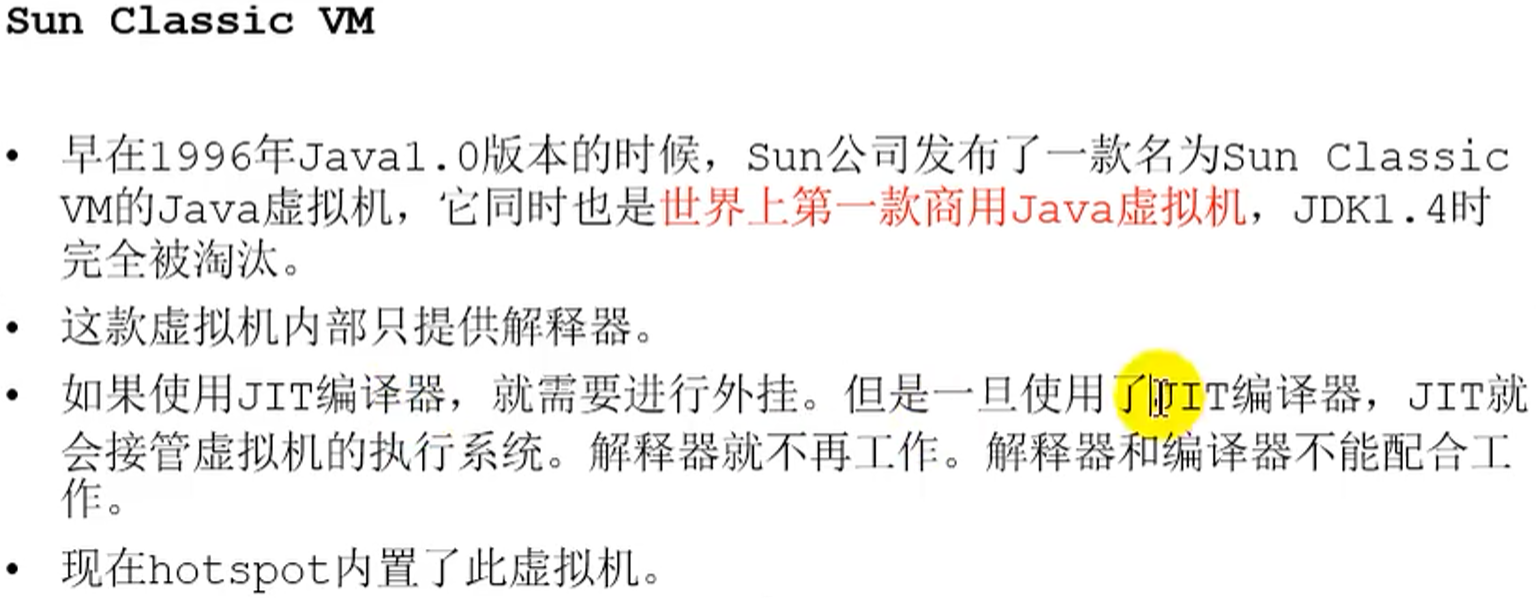 Sun Classic VM
• 早在1996年Java1.0版本的时候，Sun公司发布了一款名为Sun Classic
VM的Java虚拟机，它同时也是世界上第一款商用Java虚拟机，JDK1.4时
完全被淘汰。
• 这款虚拟机内部只提供解释器。
• 如果使用JIT编译器，就需要进行外挂。但是一旦使用了JIT编译器，JIT就
会接管虚拟机的执行系统。解释器就不再工作。解释器和编译器不能配合工
作。
• 现在hotspot内置了此虚拟机。